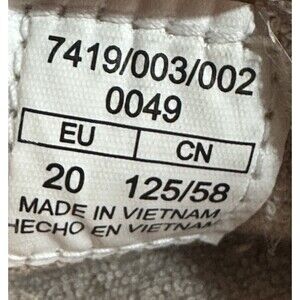 7419/003/002
0049
EU CN
20 125/58
MADE IN VIETNAM
HECHO EN VIETNAM